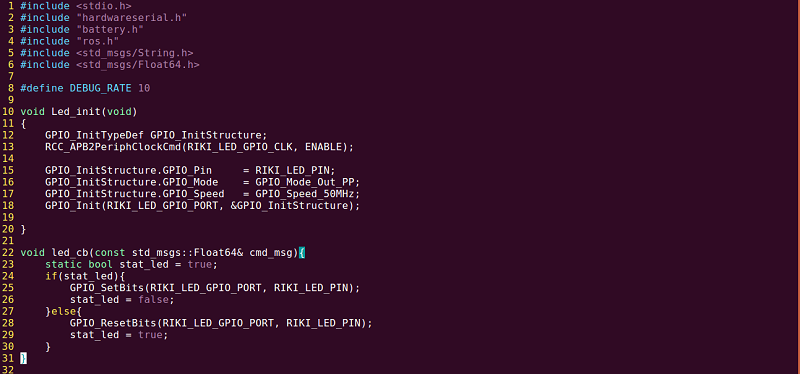 1 #include <stdio.h>
2 #include "hardwareserial.h"
3 #include "battery.h"
4 #include "ros.h"
5 #include <std_msgs/String.h>
6 #include <std_msgs/Float64.h>
7
8 #define DEBUG_RATE 10
9
10 void Led_init(void)
11 {
12     GPIO_InitTypeDef GPIO_InitStructure;
13     RCC_APB2PeriphClockCmd(RIKI_LED_GPIO_CLK, ENABLE);
14
15     GPIO_InitStructure.GPIO_Pin     = RIKI_LED_PIN;
16     GPIO_InitStructure.GPIO_Mode    = GPIO_Mode_Out_PP;
17     GPIO_InitStructure.GPIO_Speed   = GPIO_Speed_50MHz;
18     GPIO_Init(RIKI_LED_GPIO_PORT, &GPIO_InitStructure);
19
20 }
21
22 void led_cb(const std_msgs::Float64& cmd_msg){
23     static bool stat_led = true;
24     if(stat_led){
25         GPIO_SetBits(RIKI_LED_GPIO_PORT, RIKI_LED_PIN);
26         stat_led = false;
27     }else{
28         GPIO_ResetBits(RIKI_LED_GPIO_PORT, RIKI_LED_PIN);
29         stat_led = true;
30     }
31 }
32